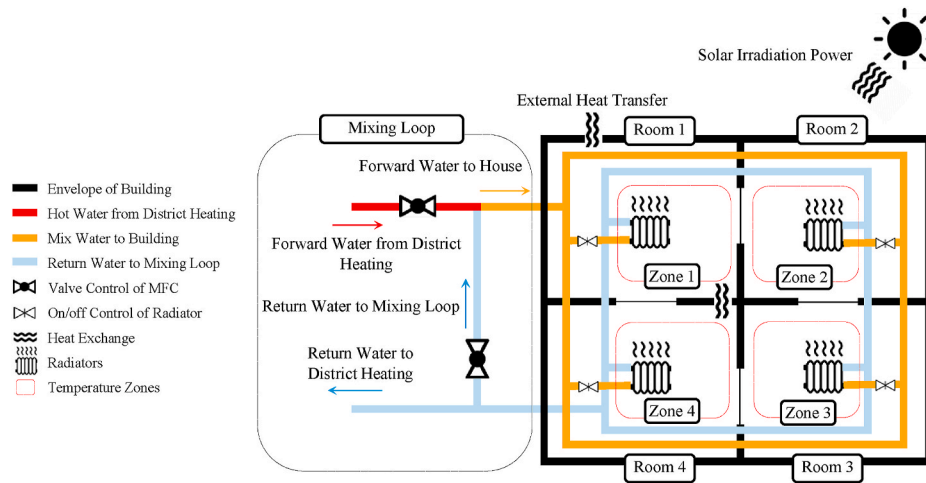 Solar Irradiation Power
External Heat Transfer
Mixing Loop
Room 1
Room 2
Forward Water to House
Envelope of Building
Hot Water from District Heating
Mix Water to Building
Return Water to Mixing Loop
Valve Control of MFC
On/off Control of Radiator
Heat Exchange
Radiators
Temperature Zones
Forward Water from District
Heating
Return Water to Mixing Loop
Return Water to
District Heating
Zone 1
Zone 2
Zone 4
Zone 3
Room 4
Room 3